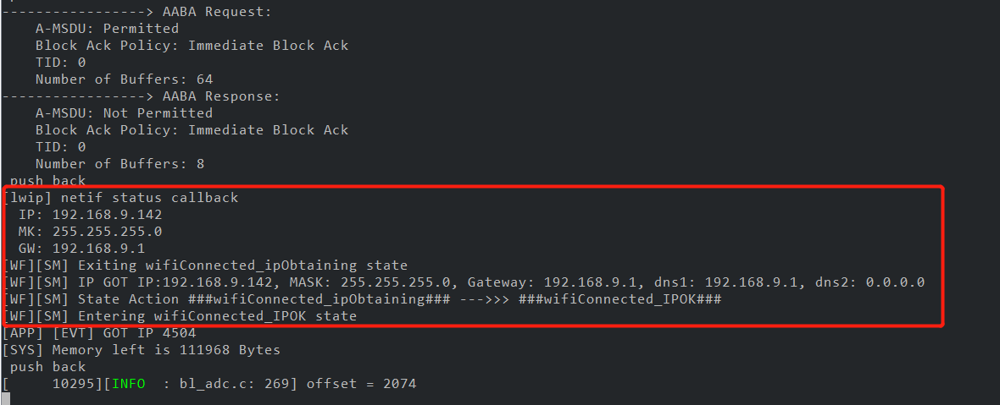 -----------------> AABA Request:
A-MSDU: Permitted
Block Ack Policy: Immediate Block Ack
TID: 0
Number of Buffers: 64
-----------------> AABA Response:
A-MSDU: Not Permitted
Block Ack Policy: Immediate Block Ack
TID: 0
Number of Buffers: 8
push back
[lwip] netif status callback
IP: 192.168.9.142
MK: 255.255.255.0
GW: 192.168.9.1
[WF][SM] Exiting wifiConnected_ipObtaining state
[WF][SM] IP GOT IP:192.168.9.142, MASK: 255.255.255.0, Gateway: 192.168.9.1, dns1: 192.168.9.1, dns2: 0.0.0.0
[WF][SM] State Action ###wifiConnected_ipObtaining### --->>> ###wifiConnected_IPOK###
[WF][SM] Entering wifiConnected_IPOK state
[APP] [EVT] GOT IP 4504
[SYS] Memory left is 111968 Bytes
push back
[     10295][INFO  : bl_adc.c: 269] offset = 2074